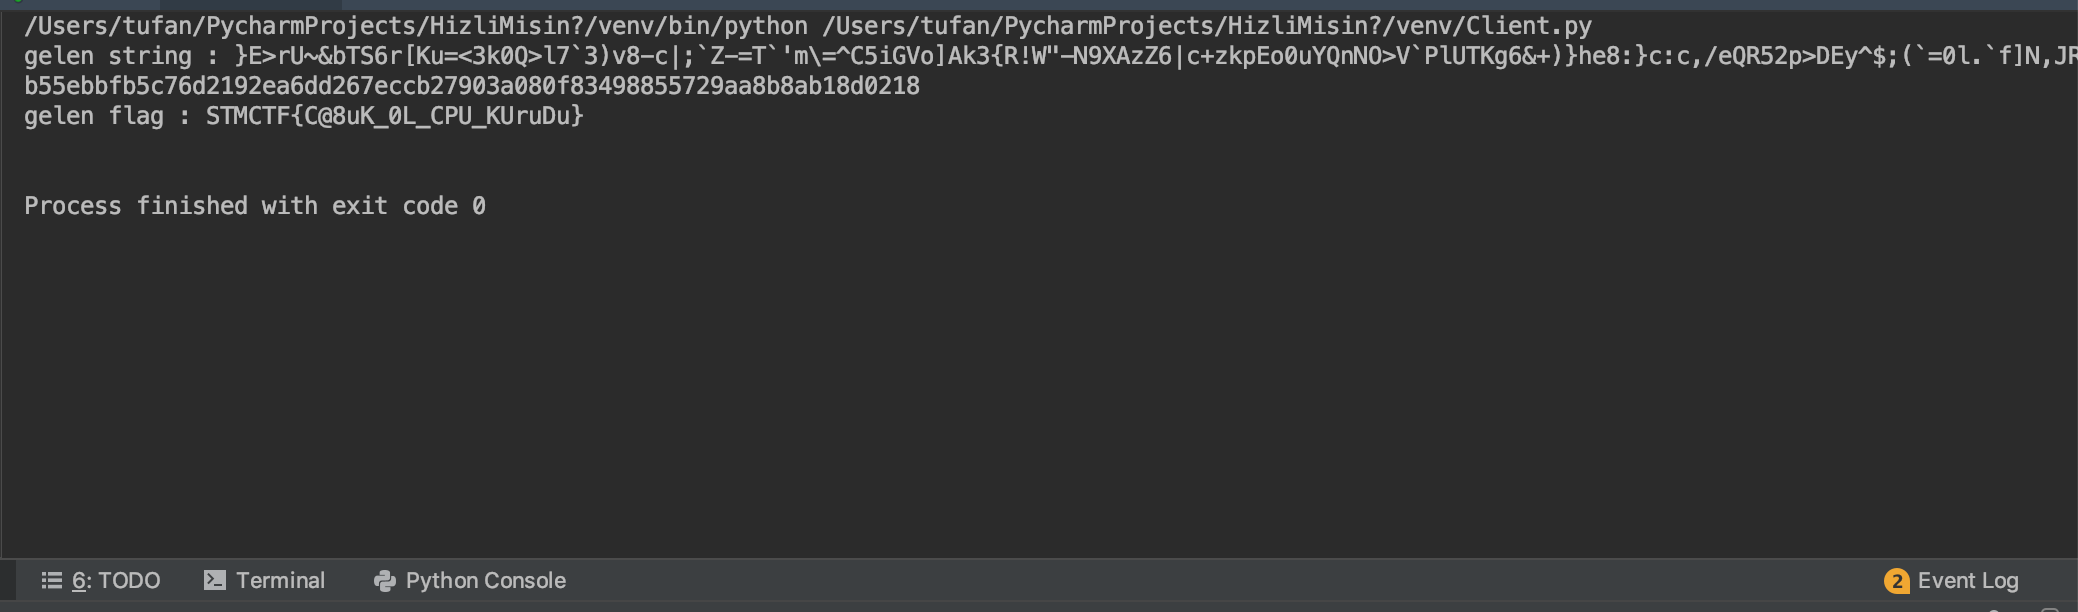 /Users/tufan/PycharmProjects/HizliMisin?/venv/bin/python /Users/tufan/PycharmProjects/HizliMisin?/venv/Client.py
gelen string : }E>rU~&bTS6r[Ku=<3k0Q>l7`3)v8-c|;`Z-=T`'m\=^C5iGVo]Ak3{R!W"-N9XAzZ6|c+zkpEo0uYQnNO>V`PlUTKg6&+)}he8:}c:c,/eQR52p>DEy^$;(`=0l.`f]N,JR
b55ebbfb5c76d2192ea6dd267eccb27903a080f83498855729aa8b8ab18d0218
gelen flag : STMCTF{C@8uK_0L_CPU_KUruDu}
Process finished with exit code 0
6: TODO Terminal Python Console 2 Event Log